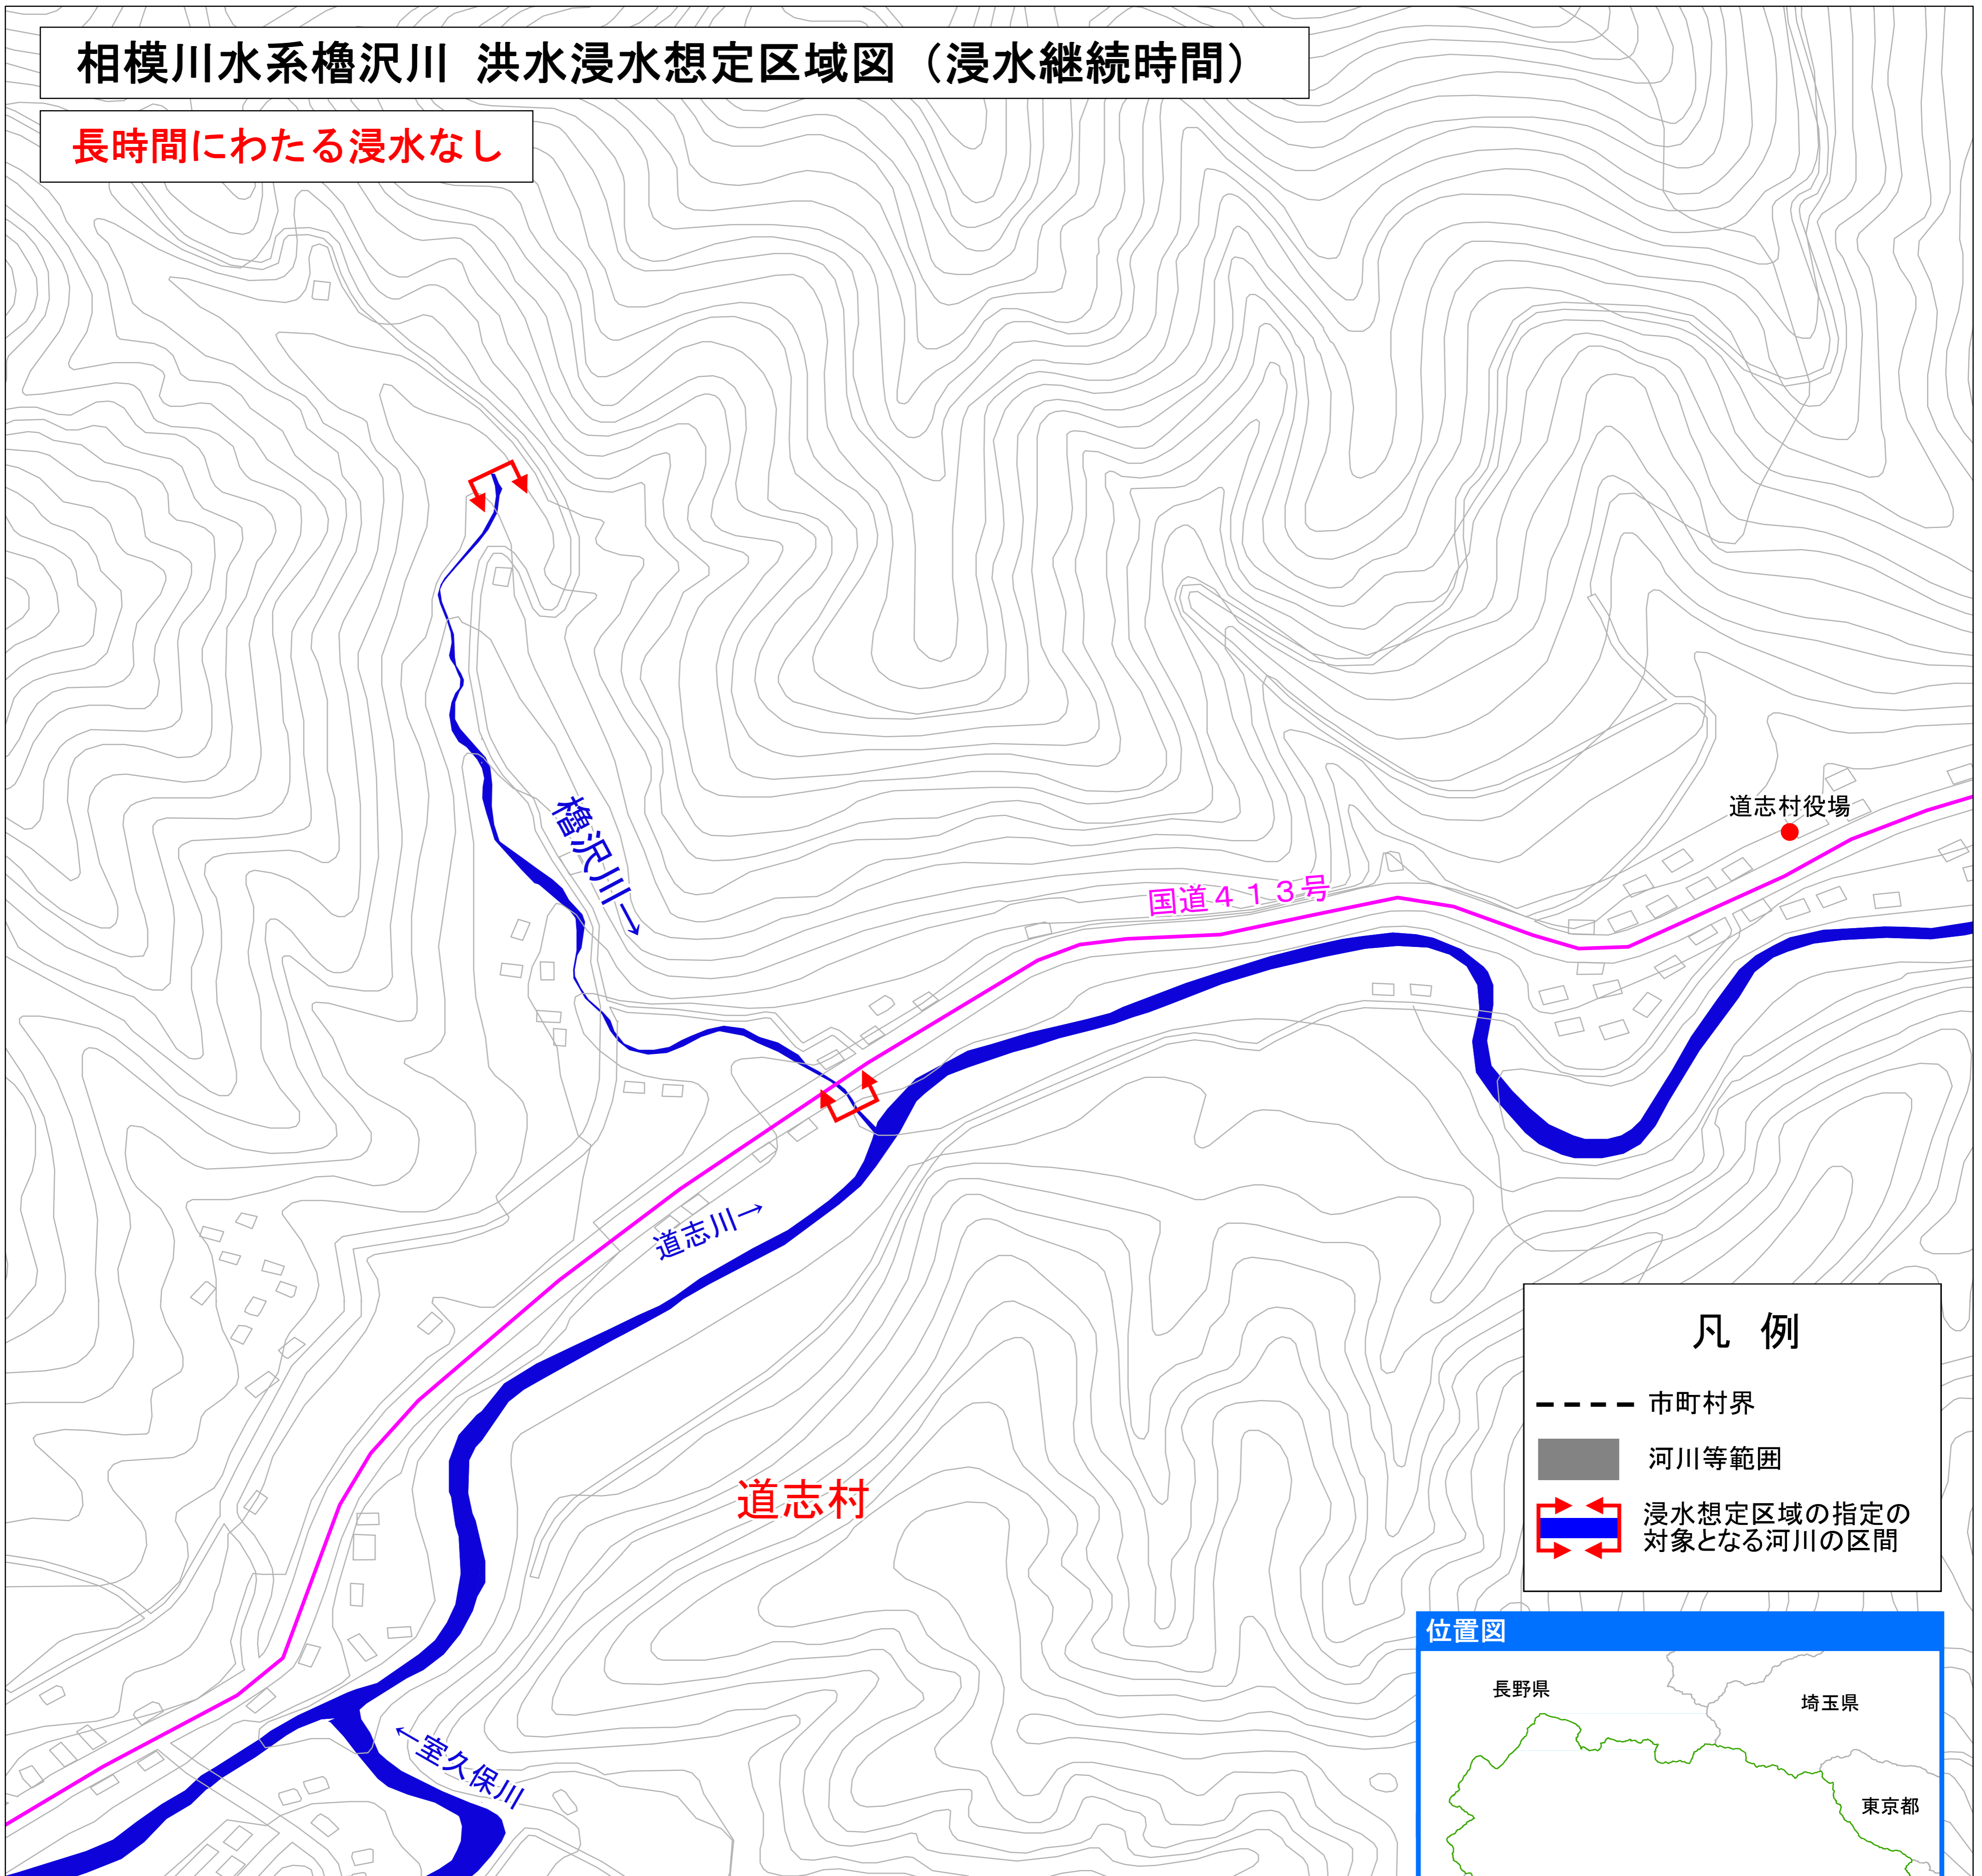 相模川水系櫓沢川 洪水浸水想定区域図（浸水継続時間）
長時間にわたる浸水なし
櫓沢川→
道志村役場
国道４１３号
道志川→
道志村
←室久保川
凡 例
市町村界
河川等範囲
浸水想定区域の指定の
対象となる河川の区間
位置図
長野県
埼玉県
東京都